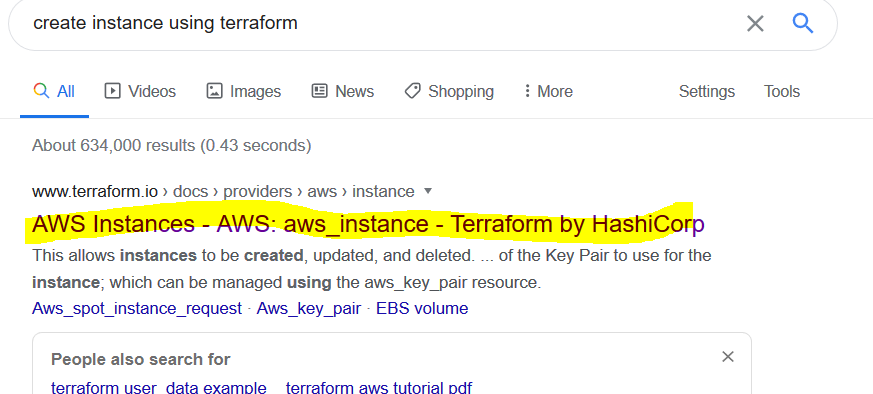 create instance using terraform
All Videos Images News Shopping More Settings Tools
About 634,000 results (0.43 seconds)
www.terraform.io › docs › providers › aws › instance
AWS Instances - AWS: aws_instance - Terraform by HashiCorp
This allows instances to be created, updated, and deleted. ... of the Key Pair to use for the
instance; which can be managed using the aws_key_pair resource.
Aws_spot_instance_request · Aws_key_pair · EBS volume
People also search for
terraform user_data example terraform aws tutorial pdf